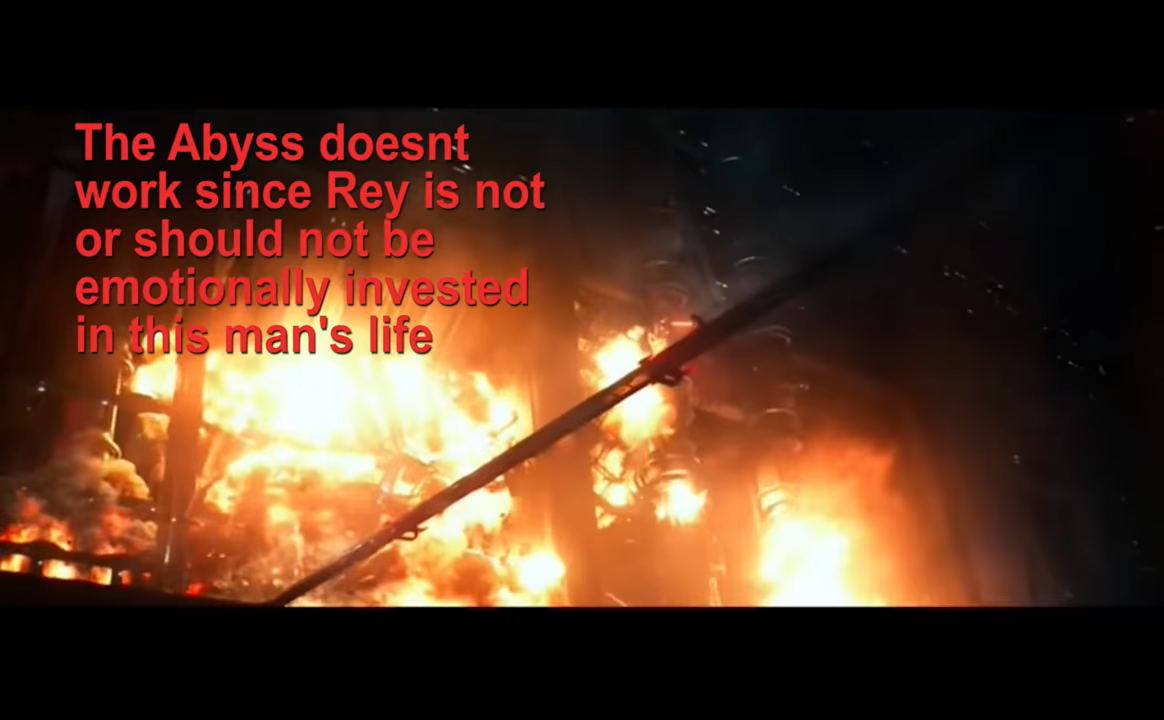 The Abyss doesnt
work since Rey is not
or should not be
emotionally invested
in this man's life